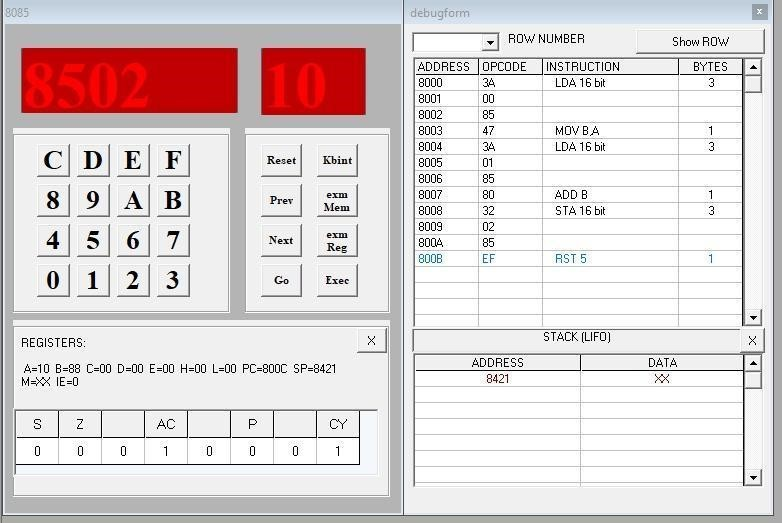 8085
8502 10
C D E F
8 9 A B
4 5 6 7
0 1 2 3
Reset Kbint
Prev exm Mem
Next exm Reg
Go Exec
REGISTERS: X
A=10 B=88 C=00 D=00 E=00 H=00 L=00 PC=800C SP=8421
M=XX IE=0
S Z AC P CY
0 0 0 1 0 0 0 1
debugform x
ROW NUMBER Show ROW
ADDRESS OPCODE INSTRUCTION BYTES
8000 3A LDA 16 bit 3
8001 00
8002 85
8003 47 MOV B,A 1
8004 3A LDA 16 bit 3
8005 01
8006 85
8007 80 ADD B 1
8008 32 STA 16 bit 3
8009 02
800A 85
800B EF RST 5 1
STACK (LIFO) X
ADDRESS DATA
8421 XX